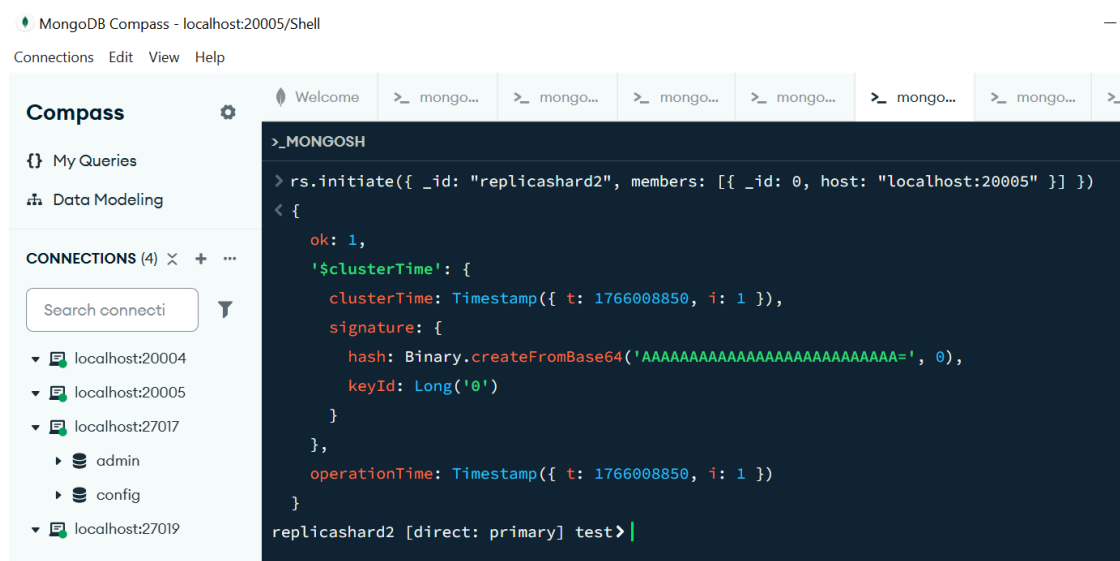 MongoDB Compass - localhost:20005/Shell
Connections Edit View Help
Compass
{} My Queries
Data Modeling
CONNECTIONS (4)
Search connecti
localhost:20004
localhost:20005
localhost:27017
admin
config
localhost:27019
Welcome >_ mongo... >_ mongo... >_ mongo... >_ mongo... >_ mongo... >_ mongo... >_
>_MONGOSH
> rs.initiate({ _id: "replicashard2", members: [{ _id: 0, host: "localhost:20005" }] })
< {
ok: 1,
'$clusterTime': {
clusterTime: Timestamp({ t: 1766008850, i: 1 }),
signature: {
hash: Binary.createFromBase64('AAAAAAAAAAAAAAAAAAAAAAAAAAA=', 0),
keyId: Long('0')
}
},
operationTime: Timestamp({ t: 1766008850, i: 1 })
}
replicashard2 [direct: primary] test>